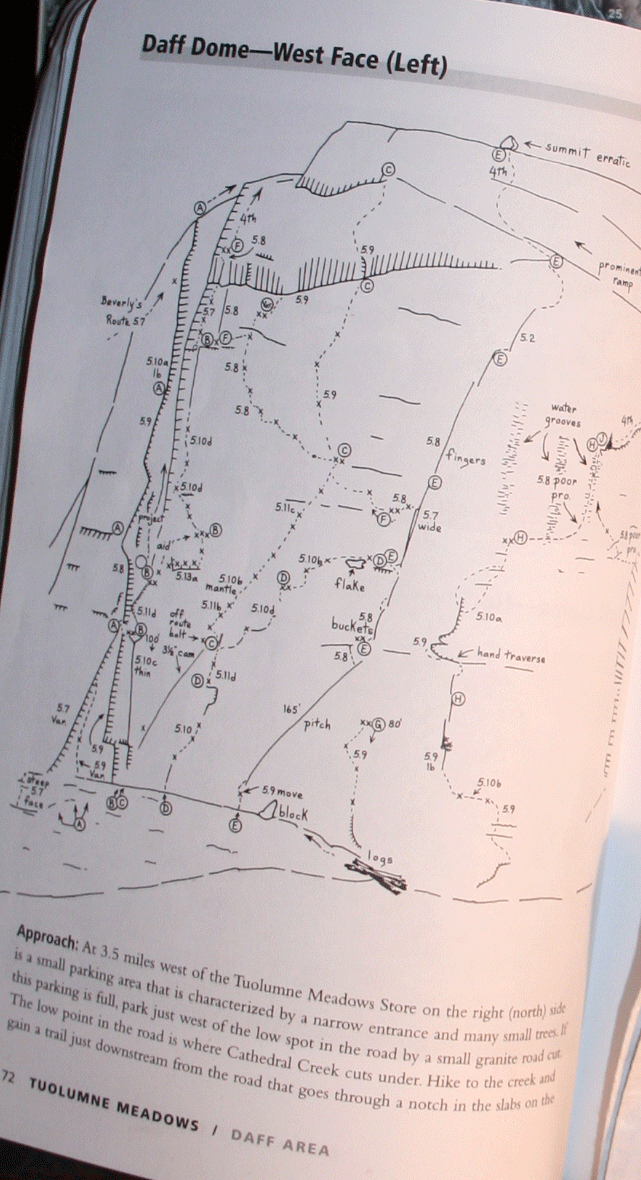 25
Daff Dome—West Face (Left)
E
summit erratic
4th
C
A
4th
F
5.8
5.9
E
prominent
ramp
C
5.9
Beverly's
Route 5.7
5.7
5.8
B F
5.2
E
5.10a
lb
A
5.8
5.9
water
grooves
4th
5.9
5.8
5.8
fingers
H J
5.10d
C
5.8 poor
pro.
5.10d
E
5.11c
5.8
F
5.7
wide
5.8 poor
pro.
project
A
B
H
aid
5.8
B
5.13a
5.10b
mantle
D
5.10b
flake
D E
5.11d
off
route
bolt
5.11b
5.10d
5.8
buckets
5.10a
A
B
100'
3½" cam
C
5.9
hand traverse
5.10c
thin
E
5.8
D
5.11d
H
5.7
Var.
165'
pitch
G 80'
5.10
5.9
5.9
5.9
lb
5.9
Var.
5.10b
steep
5.7
face
5.9 move
5.9
B C
D
block
A
E
logs
Approach: At 3.5 miles west of the Tuolumne Meadows Store on the right (north) side
is a small parking area that is characterized by a narrow entrance and many small trees. If
this parking is full, park just west of the low spot in the road by a small granite road cut.
The low point in the road is where Cathedral Creek cuts under. Hike to the creek and
gain a trail just downstream from the road that goes through a notch in the slabs on the
72 TUOLUMNE MEADOWS / DAFF AREA